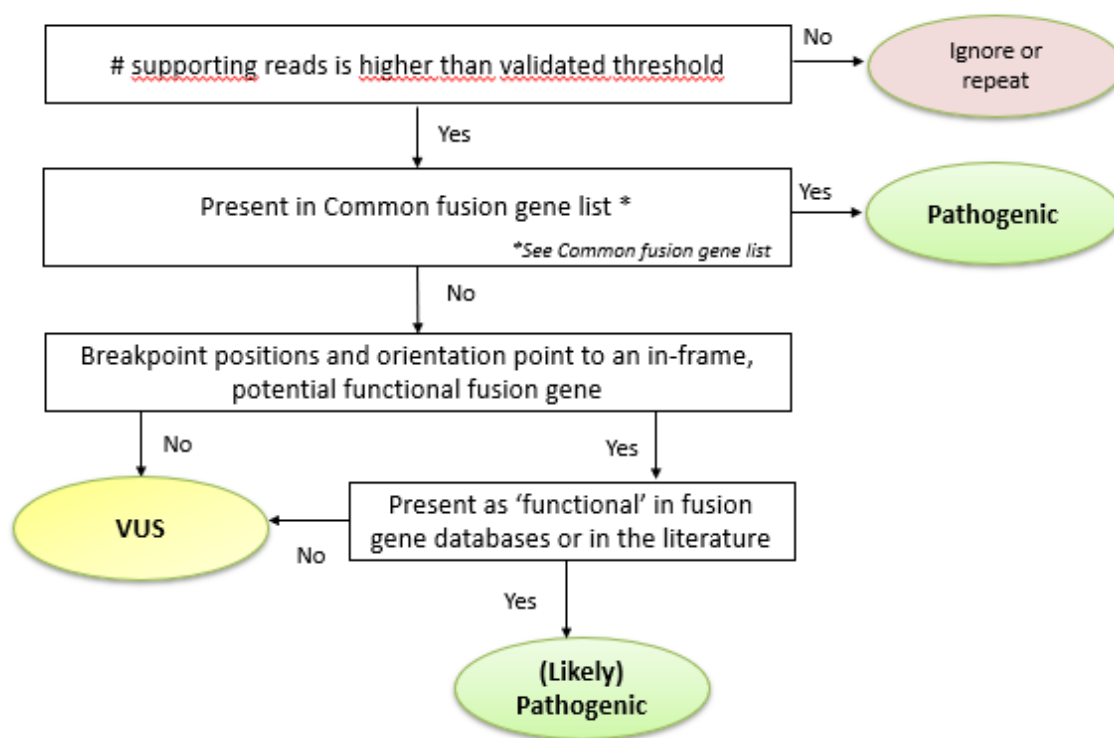 # supporting reads is higher than validated threshold
No
Ignore or
repeat
Yes
Present in Common fusion gene list *
*See Common fusion gene list
Yes
Pathogenic
No
Breakpoint positions and orientation point to an in-frame,
potential functional fusion gene
No
Yes
VUS
No
Present as ‘functional’ in fusion
gene databases or in the literature
Yes
(Likely)
Pathogenic